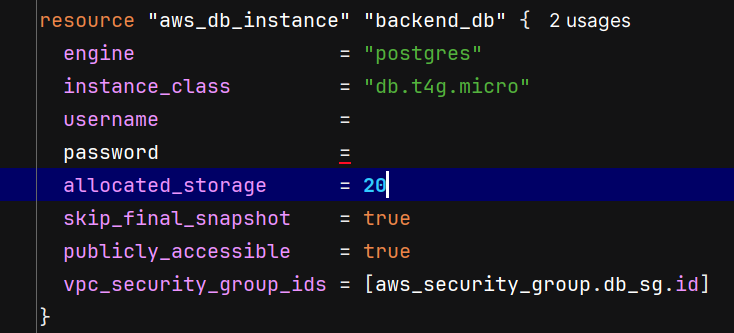 resource "aws_db_instance" "backend_db" { 2 usages
engine = "postgres"
instance_class = "db.t4g.micro"
username =
password =
allocated_storage = 20
skip_final_snapshot = true
publicly_accessible = true
vpc_security_group_ids = [aws_security_group.db_sg.id]
}